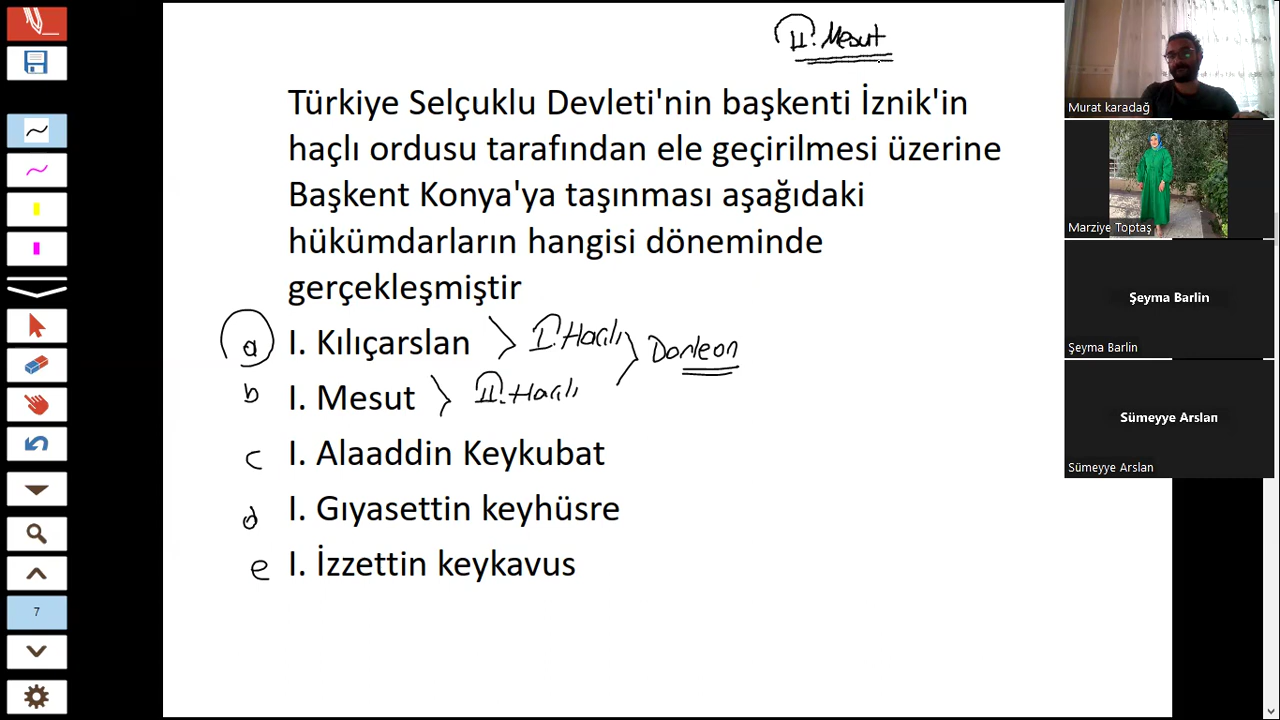 II. Mesut
Türkiye Selçuklu Devleti'nin başkenti İznik'in
haçlı ordusu tarafından ele geçirilmesi üzerine
Başkent Konya'ya taşınması aşağıdaki
hükümdarların hangisi döneminde
gerçekleşmiştir
a I. Kılıçarslan I. Haçlı Dorleon
b I. Mesut II. Haçlı
c I. Alaaddin Keykubat
d I. Gıyasettin keyhüsre
e I. İzzettin keykavus
7
Murat karadağ
Marziye Toptaş
Şeyma Barlin
Şeyma Barlin
Sümeyye Arslan
Sümeyye Arslan